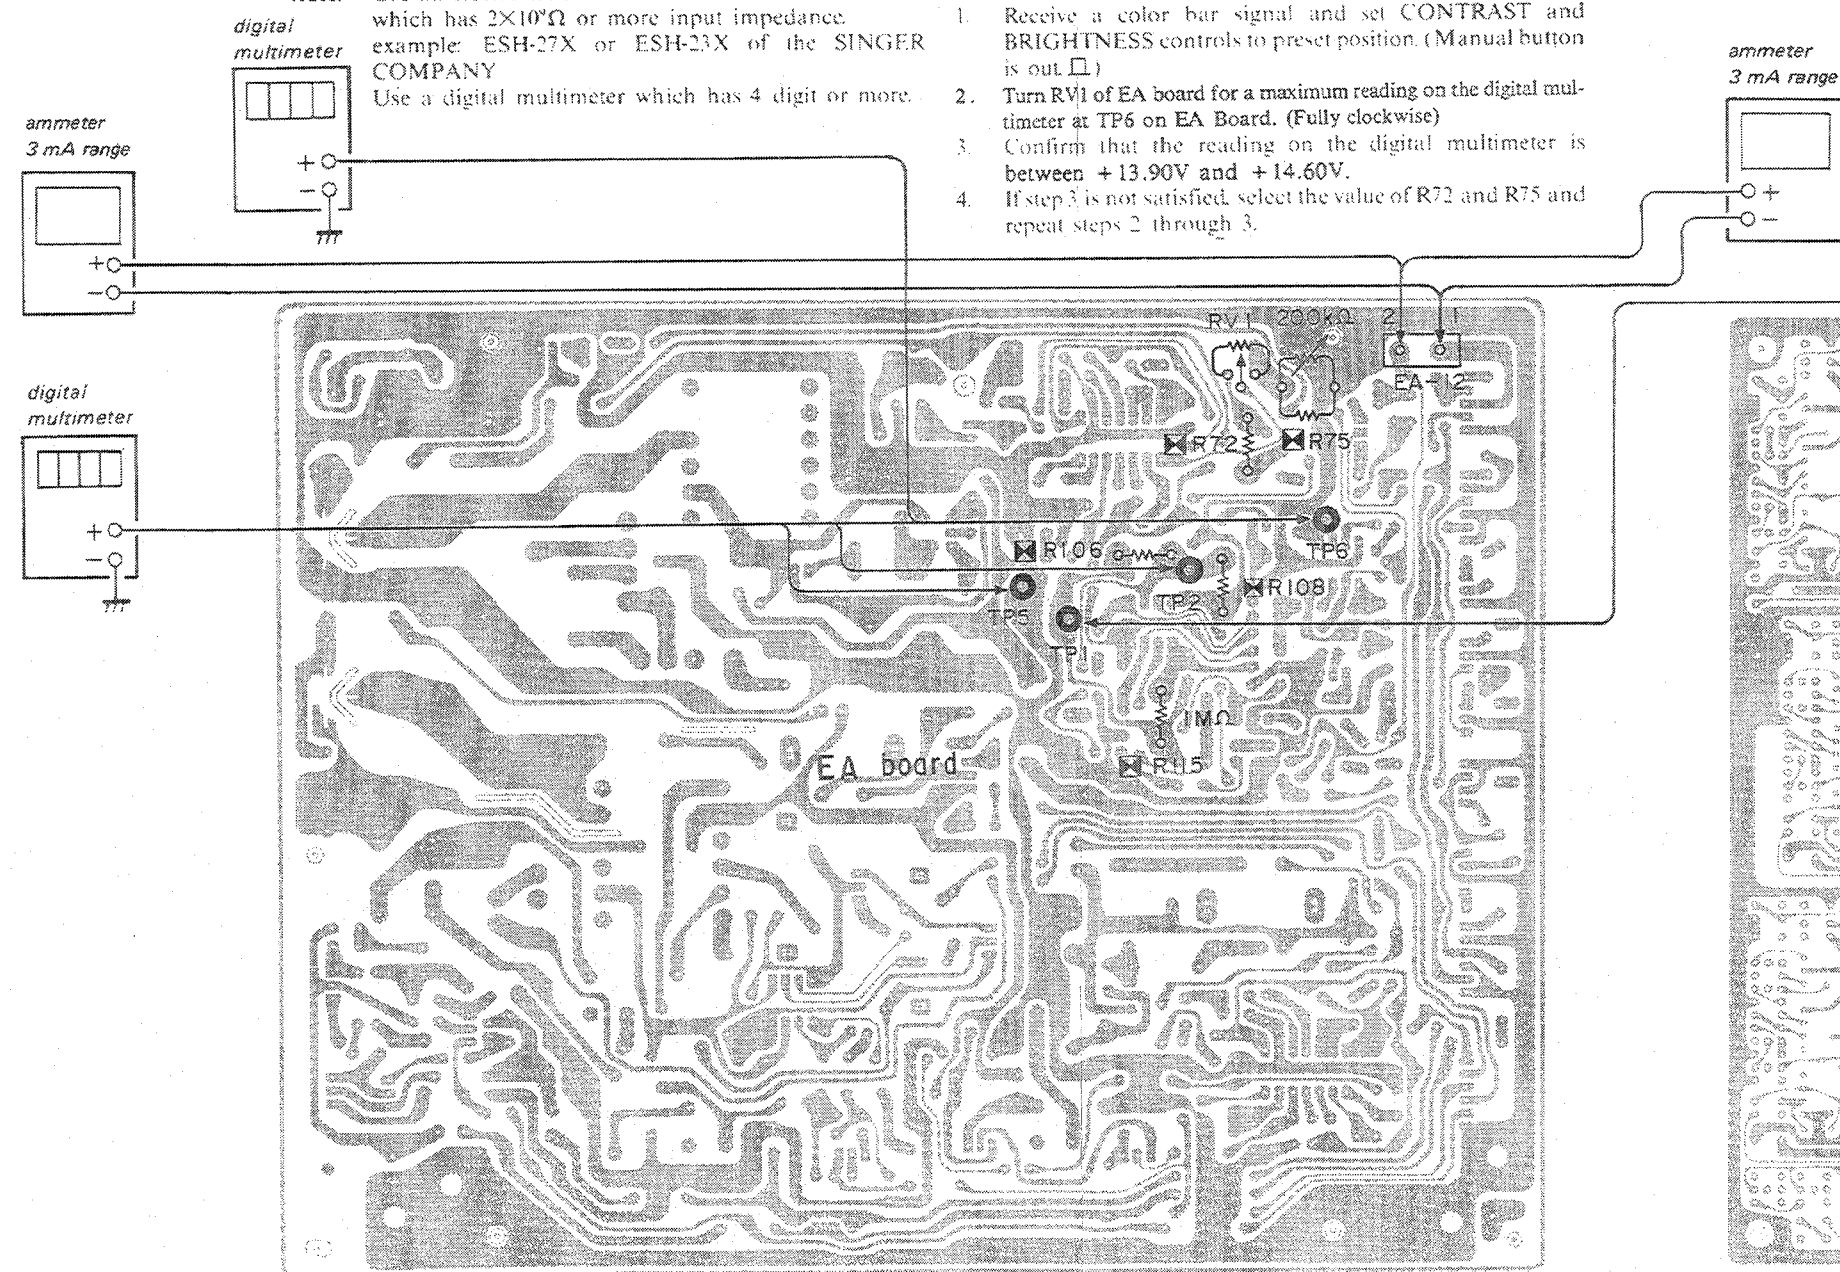 which has 2×10⁹Ω or more input impedance.
example: ESH-27X or ESH-23X of the SINGER
COMPANY
Use a digital multimeter which has 4 digit or more.
1. Receive a color bar signal and set CONTRAST and
BRIGHTNESS controls to preset position. (Manual button
is out. )
2. Turn RV1 of EA board for a maximum reading on the digital mul-
timeter at TP6 on EA Board. (Fully clockwise)
3. Confirm that the reading on the digital multimeter is
between +13.90V and +14.60V.
4. If step 3 is not satisfied, select the value of R72 and R75 and
repeat steps 2 through 3.
digital
multimeter
+
−
ammeter
3 mA range
+
−
ammeter
3 mA range
+
−
digital
multimeter
+
−
RV1 200kΩ 2 1
EA-12
R72 R75
TP6
R106
TP2
R108
TP5
TP1
1MΩ
R115
EA board